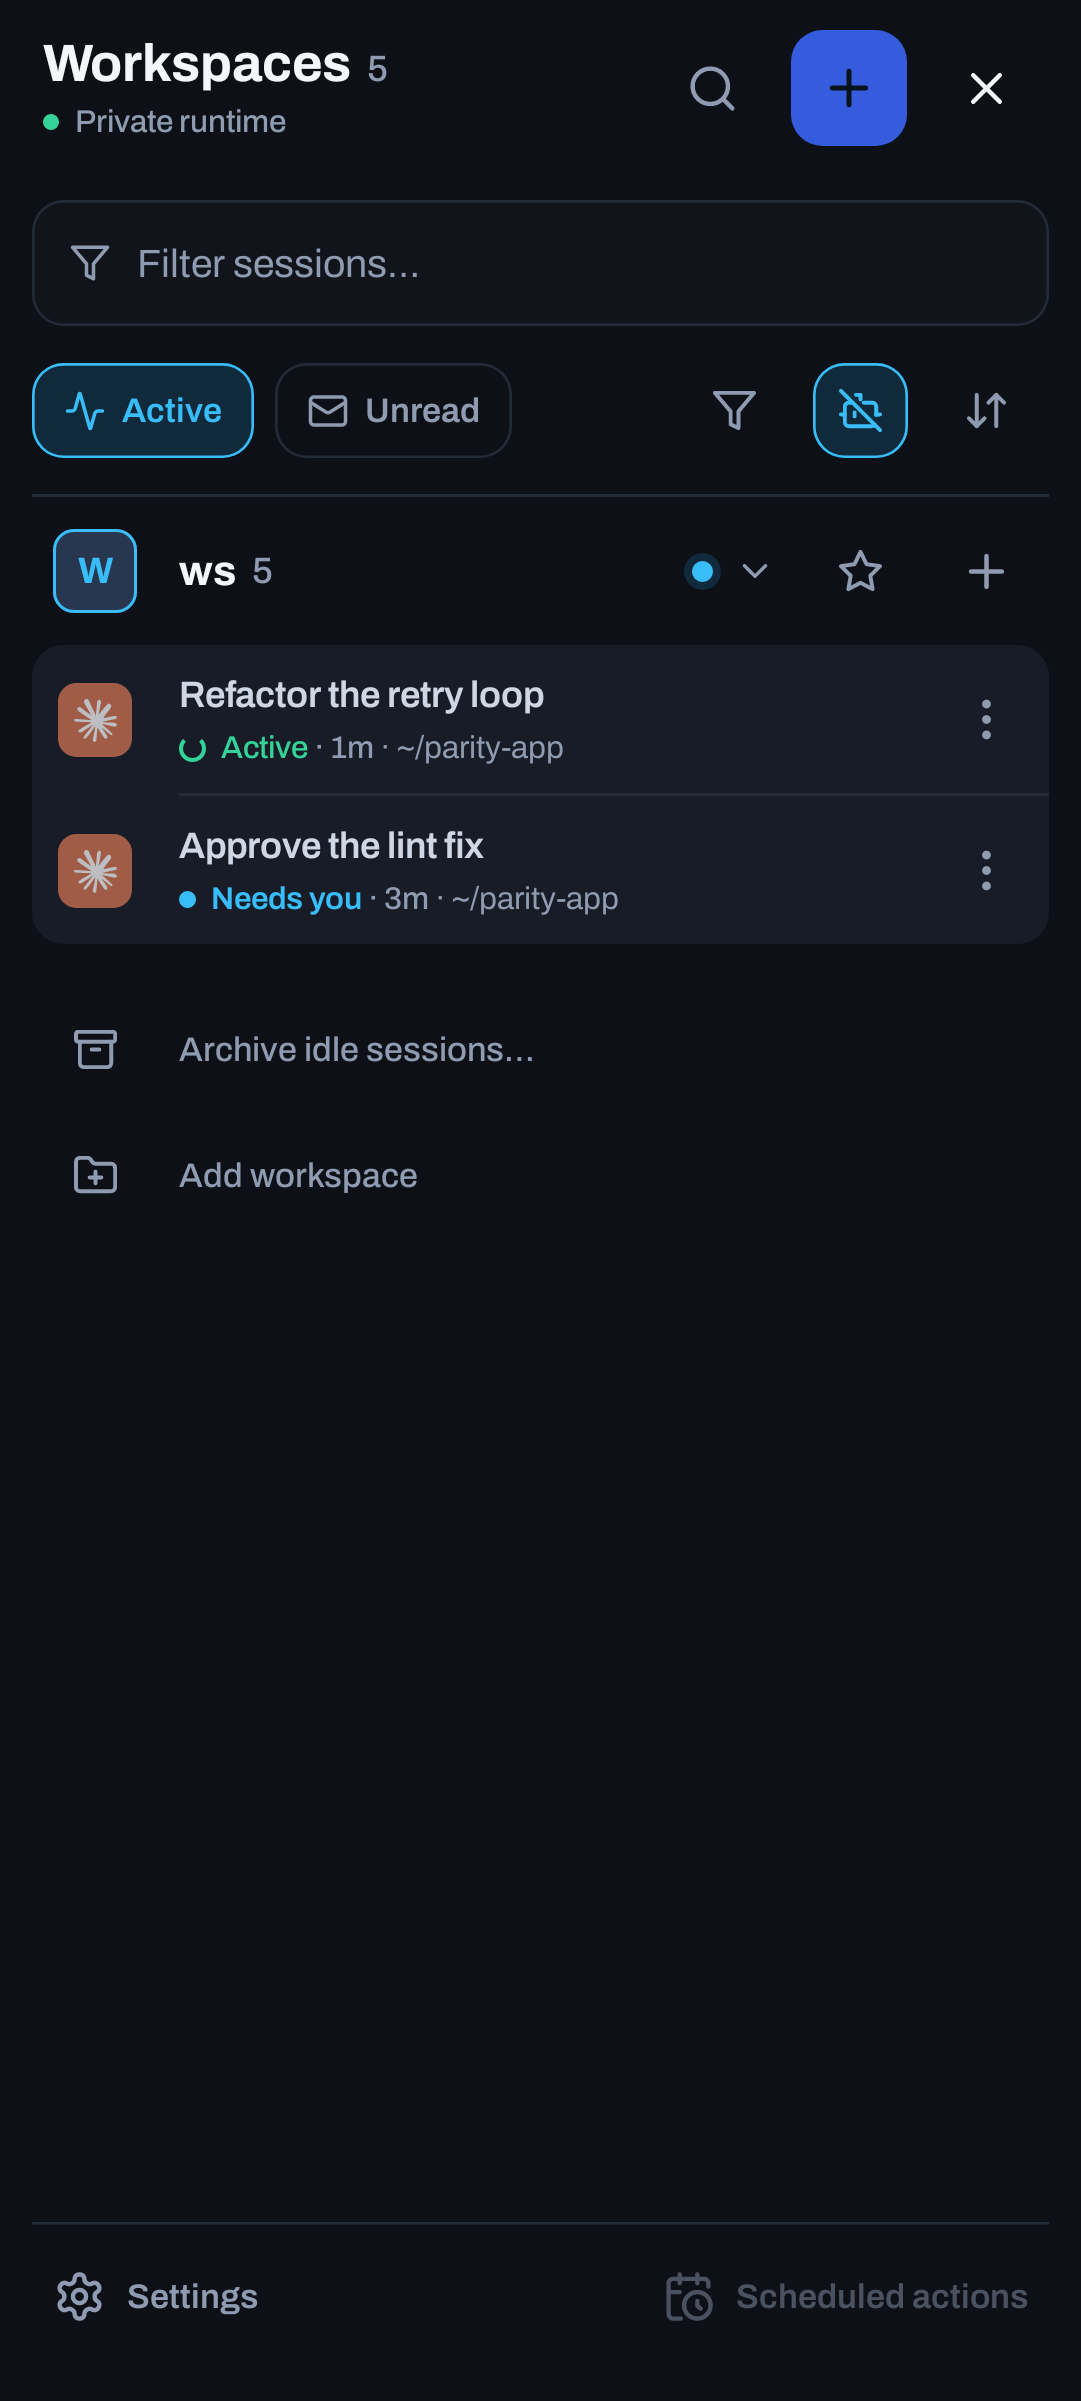 Workspaces 5
Private runtime
Filter sessions...
Active
Unread
W
ws 5
Refactor the retry loop
Active · 1m · ~/parity-app
Approve the lint fix
Needs you · 3m · ~/parity-app
Archive idle sessions...
Add workspace
Settings
Scheduled actions